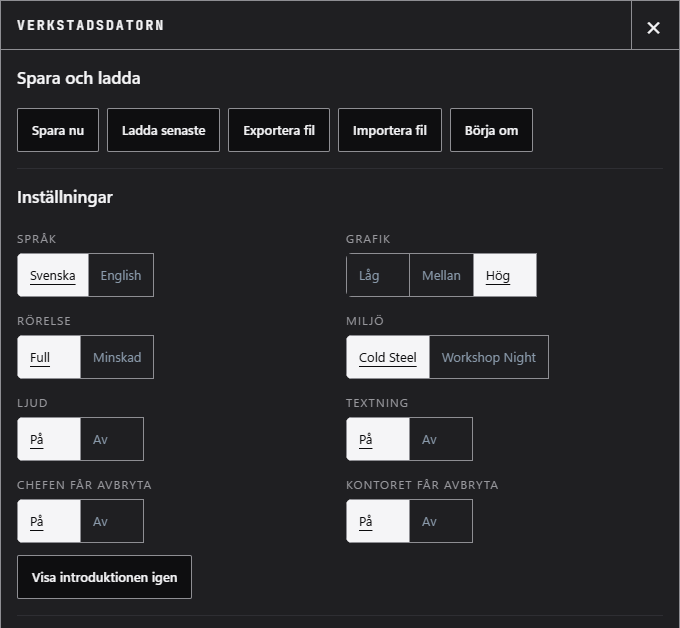 VERKSTADSDATORN
Spara och ladda
Spara nu Ladda senaste Exportera fil Importera fil Börja om
Inställningar
SPRÅK GRAFIK
Svenska English Låg Mellan Hög
RÖRELSE MILJÖ
Full Minskad Cold Steel Workshop Night
LJUD TEXTNING
På Av På Av
CHEFEN FÅR AVBRYTA KONTORET FÅR AVBRYTA
På Av På Av
Visa introduktionen igen